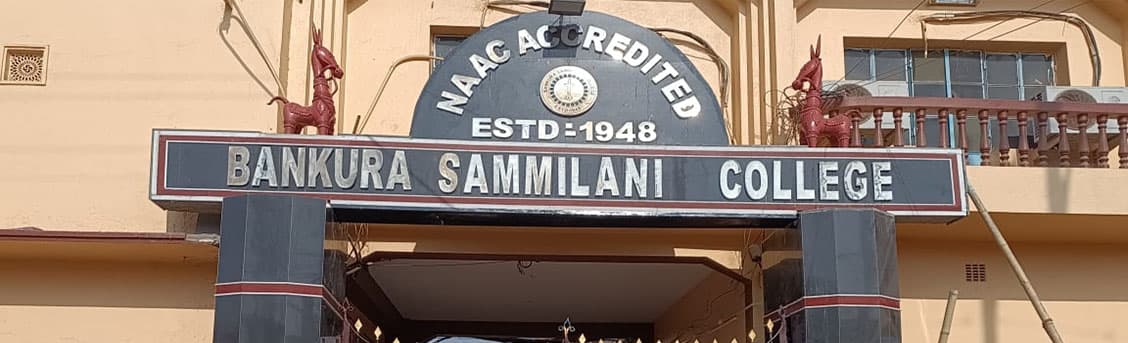 NAAC ACCREDITED
ESTD-1948
BANKURA SAMMILANI COLLEGE